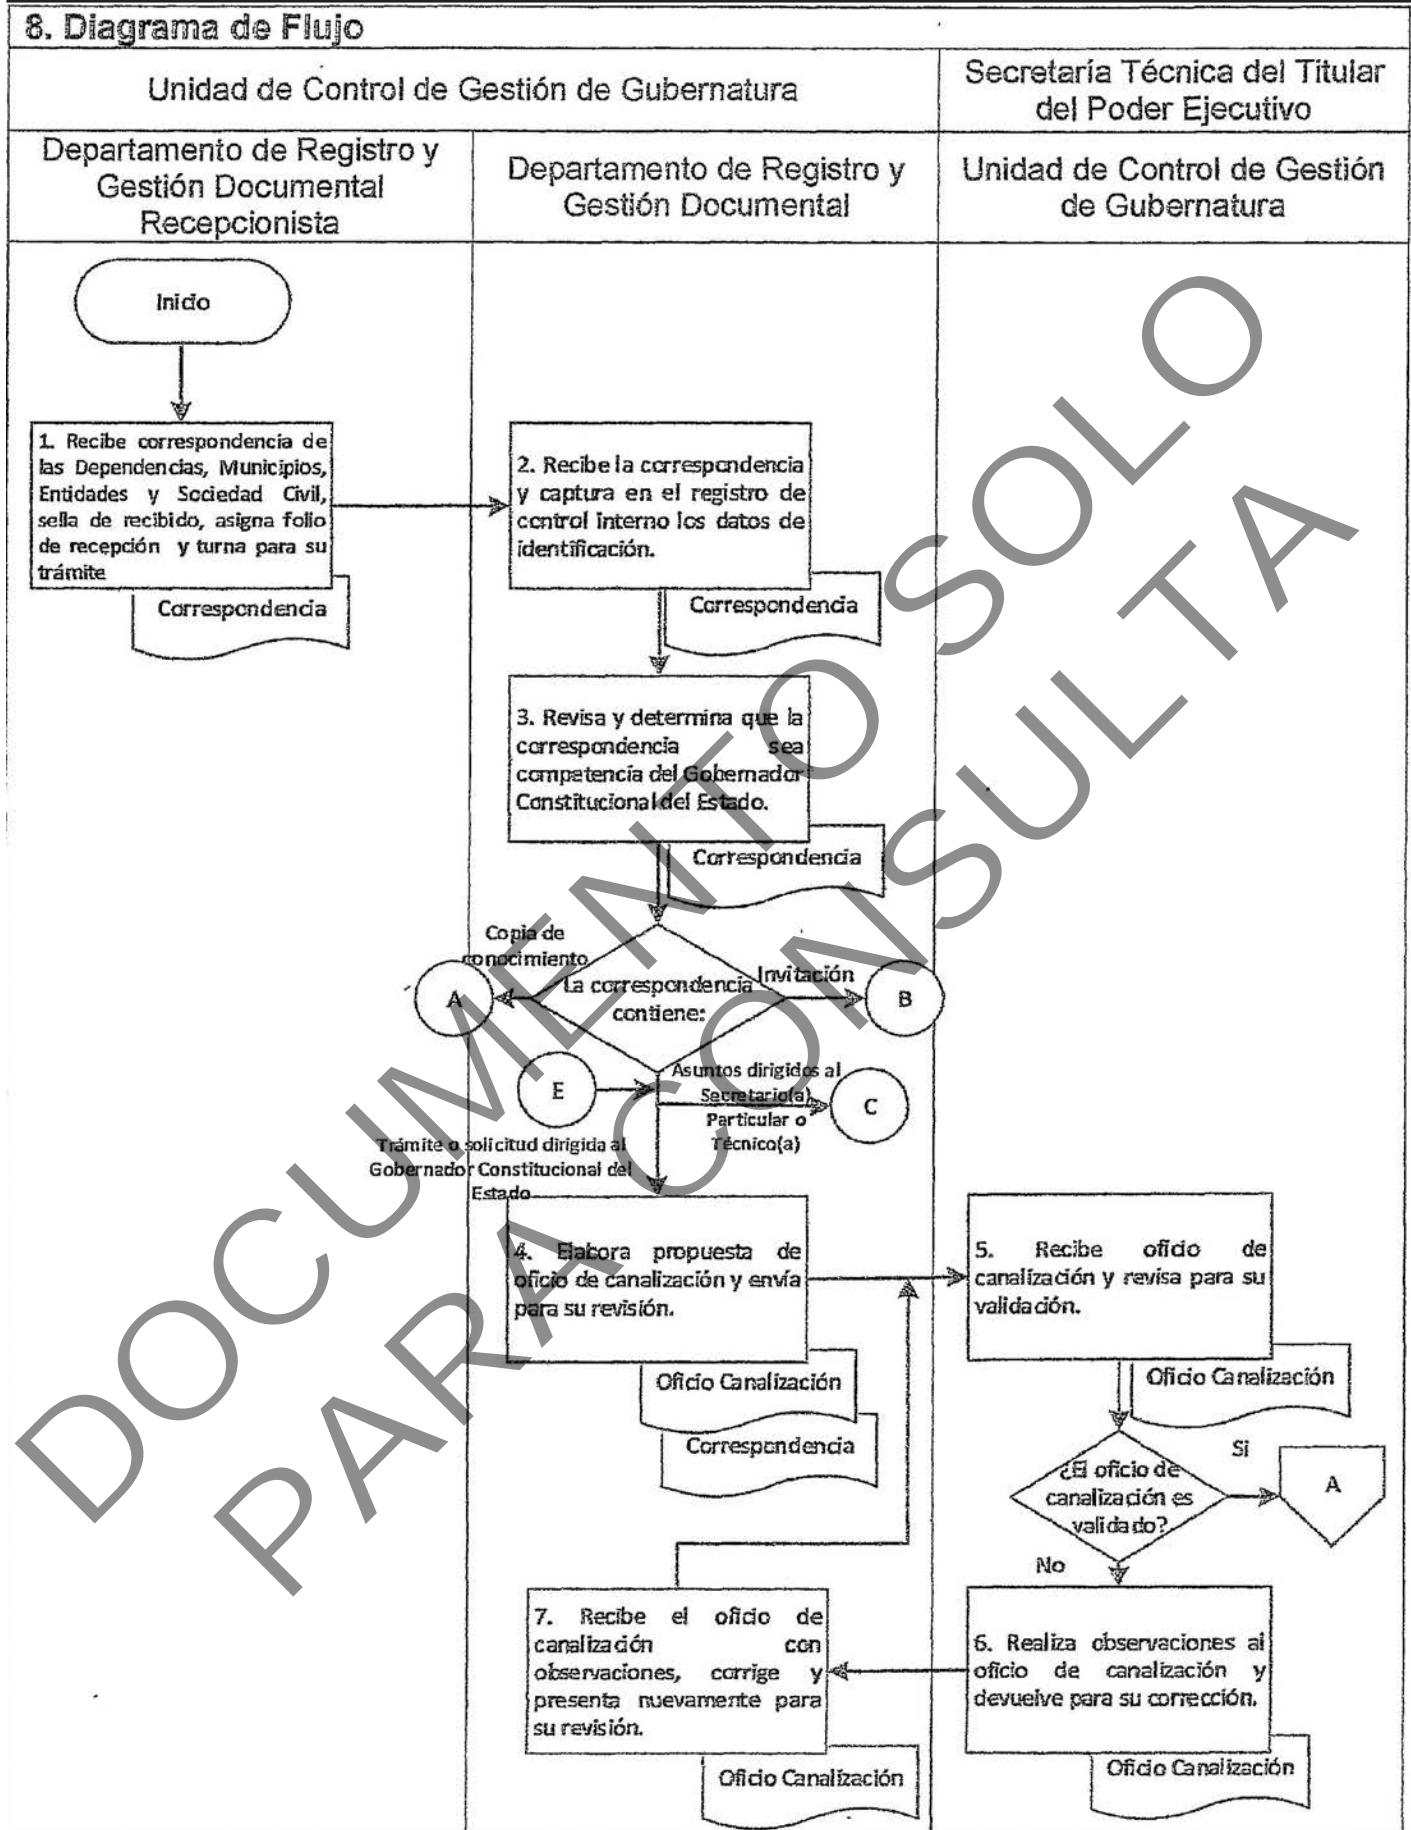 8. Diagrama de Flujo
Unidad de Control de Gestión de Gubernatura
Secretaría Técnica del Titular
del Poder Ejecutivo
Departamento de Registro y
Gestión Documental
Recepcionista
Departamento de Registro y
Gestión Documental
Unidad de Control de Gestión
de Gubernatura
Inicio
1. Recibe correspondencia de
las Dependencias, Municipios,
Entidades y Sociedad Civil,
sella de recibido, asigna folio
de recepción y turna para su
trámite
Correspondencia
2. Recibe la correspondencia
y captura en el registro de
control interno los datos de
identificación.
Correspondencia
3. Revisa y determina que la
correspondencia sea
competencia del Gobernador
Constitucional del Estado.
Correspondencia
Copia de
conocimiento
A
La correspondencia
contiene:
Invitación
B
E
Asuntos dirigidos al
Secretario(a)
Particular o
Técnico(a)
C
Trámite o solicitud dirigida al
Gobernador Constitucional del
Estado
4. Elabora propuesta de
oficio de canalización y envía
para su revisión.
Oficio Canalización
Correspondencia
5. Recibe oficio de
canalización y revisa para su
validación.
Oficio Canalización
¿El oficio de
canalización es
validado?
Si
A
No
6. Realiza observaciones al
oficio de canalización y
devuelve para su corrección.
Oficio Canalización
7. Recibe el oficio de
canalización con
observaciones, corrige y
presenta nuevamente para
su revisión.
Oficio Canalización
DOCUMENTO SOLO
PARA CONSULTA